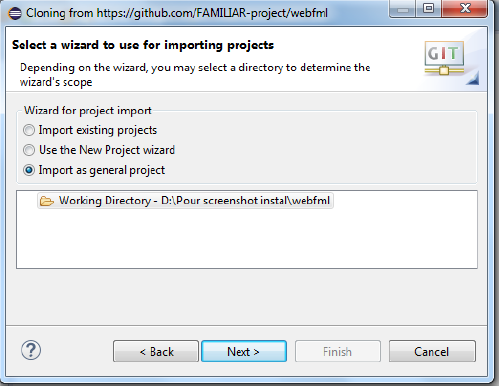 Cloning from https://github.com/FAMILIAR-project/webfml
Select a wizard to use for importing projects
Depending on the wizard, you may select a directory to determine the
wizard's scope
GIT
Wizard for project import
Import existing projects
Use the New Project wizard
Import as general project
Working Directory - D:\Pour screenshot instal\webfml
?
< Back
Next >
Finish
Cancel